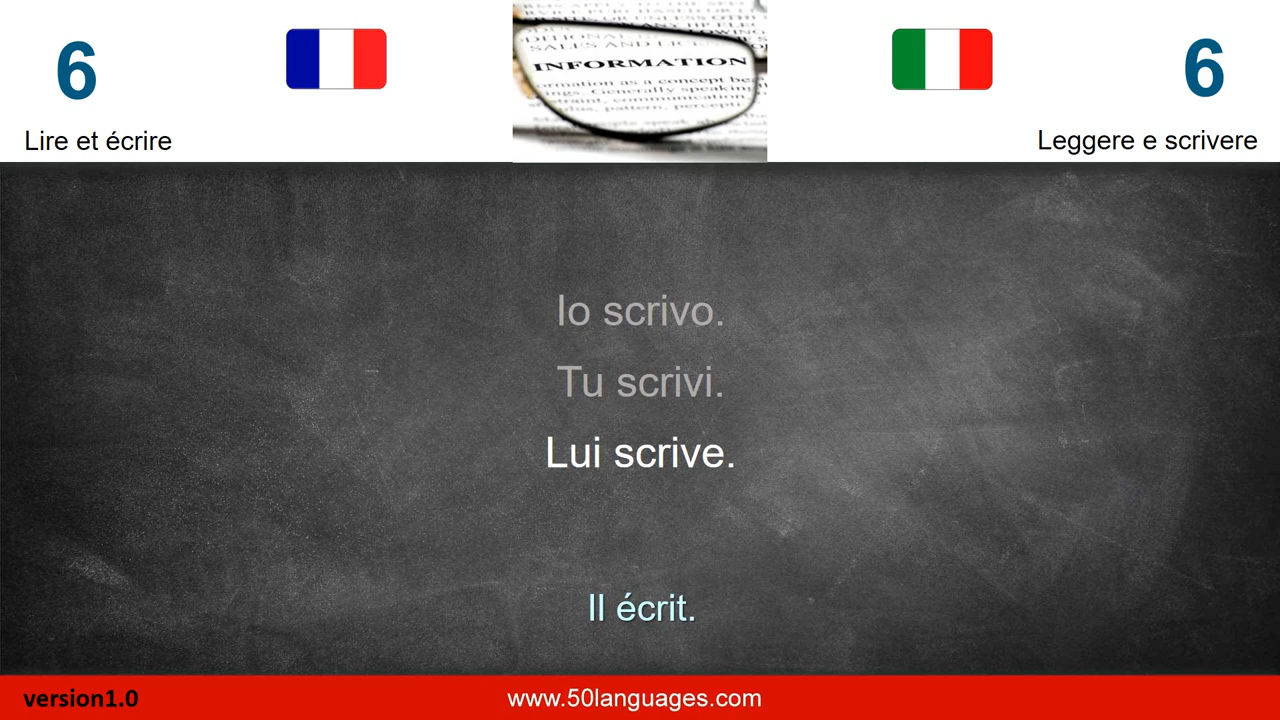 6
Lire et écrire
INFORMATION
6
Leggere e scrivere
Io scrivo.
Tu scrivi.
Lui scrive.
Il écrit.
version1.0
www.50languages.com